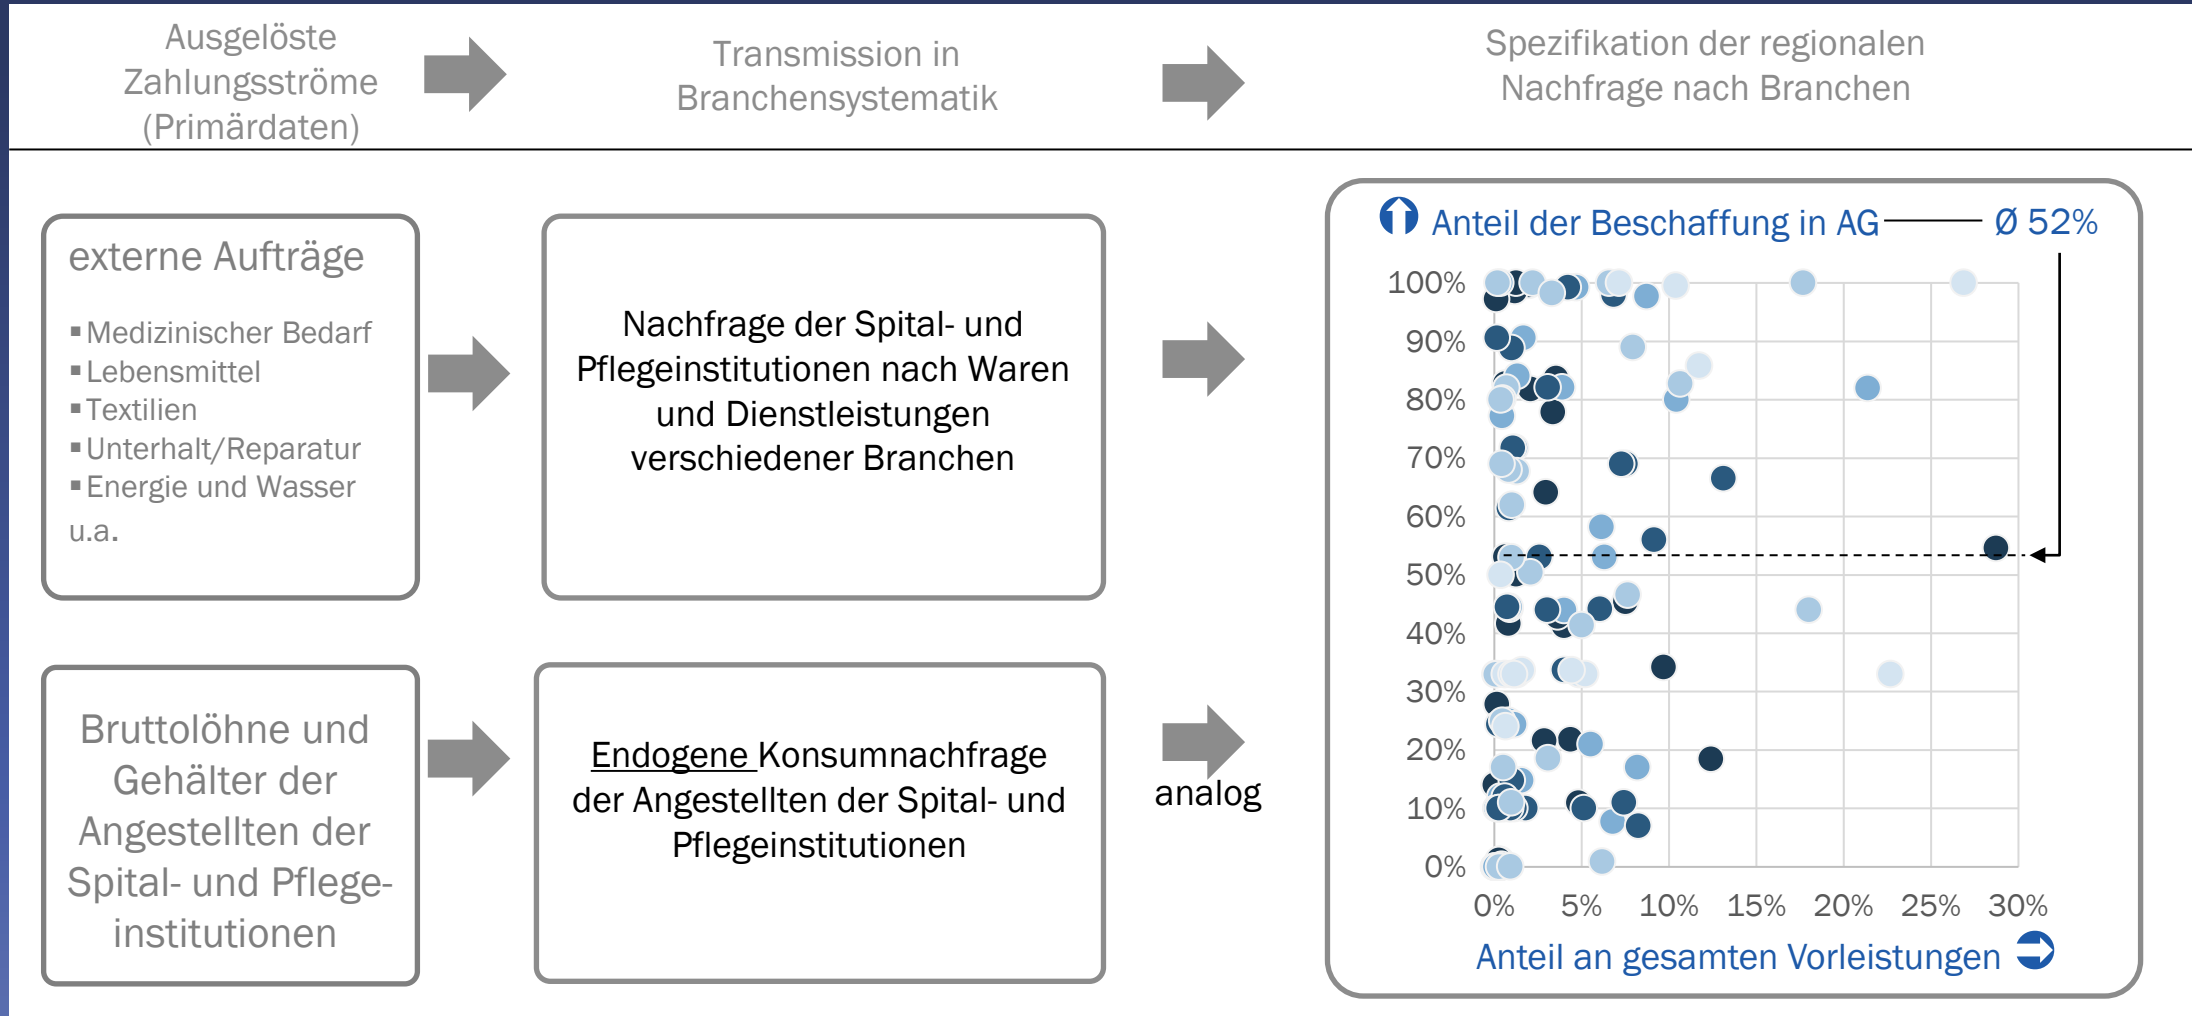 Ausgelöste
Zahlungsströme
(Primärdaten)
Transmission in
Branchensystematik
Spezifikation der regionalen
Nachfrage nach Branchen
externe Aufträge
▪ Medizinischer Bedarf
▪ Lebensmittel
▪ Textilien
▪ Unterhalt/Reparatur
▪ Energie und Wasser
u.a.
Nachfrage der Spital- und
Pflegeinstitutionen nach Waren
und Dienstleistungen
verschiedener Branchen
Bruttolöhne und
Gehälter der
Angestellten der
Spital- und Pflege-
institutionen
Endogene Konsumnachfrage
der Angestellten der Spital- und
Pflegeinstitutionen
analog
Anteil der Beschaffung in AG
Ø 52%
100%
90%
80%
70%
60%
50%
40%
30%
20%
10%
0%
0% 5% 10% 15% 20% 25% 30%
Anteil an gesamten Vorleistungen